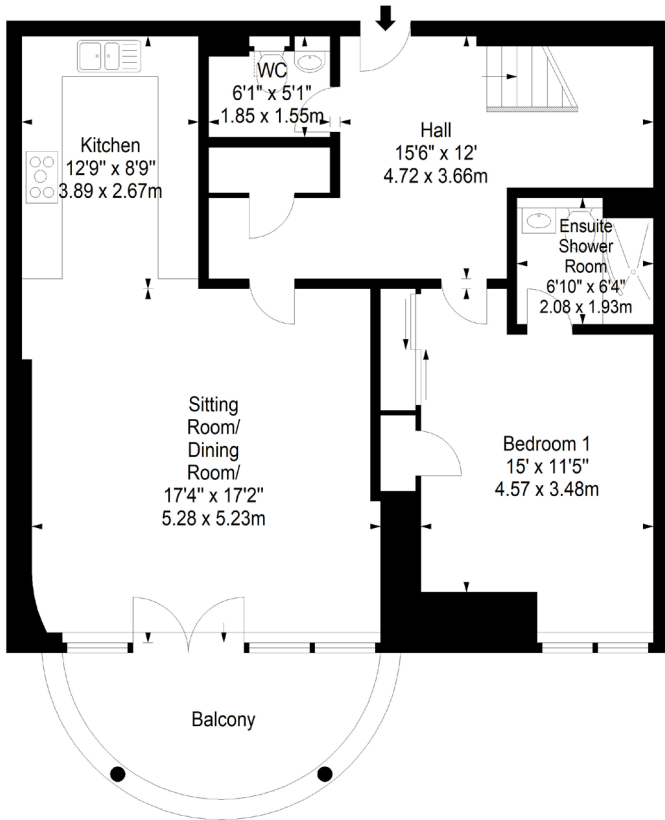 WC
6'1" x 5'1"
1.85 x 1.55m
Kitchen
12'9" x 8'9"
3.89 x 2.67m
Hall
15'6" x 12'
4.72 x 3.66m
Ensuite
Shower
Room
6'10" x 6'4"
2.08 x 1.93m
Sitting
Room/
Dining
Room/
17'4" x 17'2"
5.28 x 5.23m
Bedroom 1
15' x 11'5"
4.57 x 3.48m
Balcony